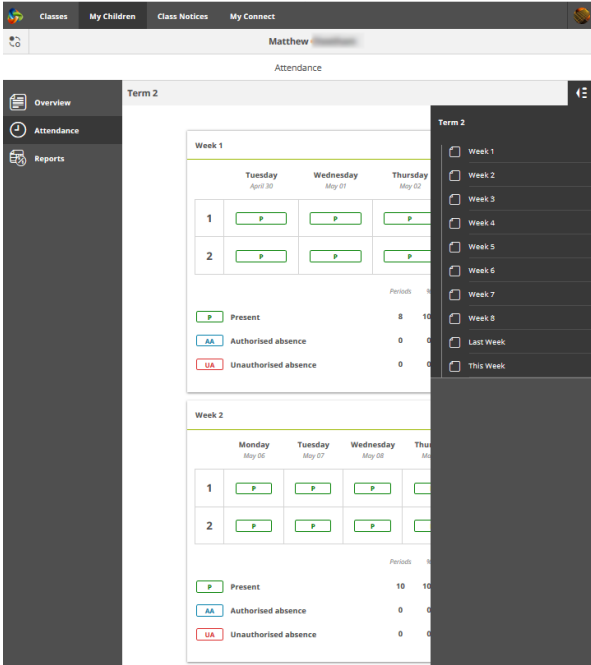 Classes My Children Class Notices My Connect
Matthew
Attendance
Overview
Attendance
Reports
Term 2
Week 1
Tuesday Wednesday Thursday
April 30 May 01 May 02
1 P P P
2 P P P
Periods %
P Present 8 10
AA Authorised absence 0 0
UA Unauthorised absence 0 0
Week 2
Monday Tuesday Wednesday Thu
May 06 May 07 May 08 Ma
1 P P P
2 P P P
Periods %
P Present 10 10
AA Authorised absence 0 0
UA Unauthorised absence 0 0
Term 2
Week 1
Week 2
Week 3
Week 4
Week 5
Week 6
Week 7
Week 8
Last Week
This Week